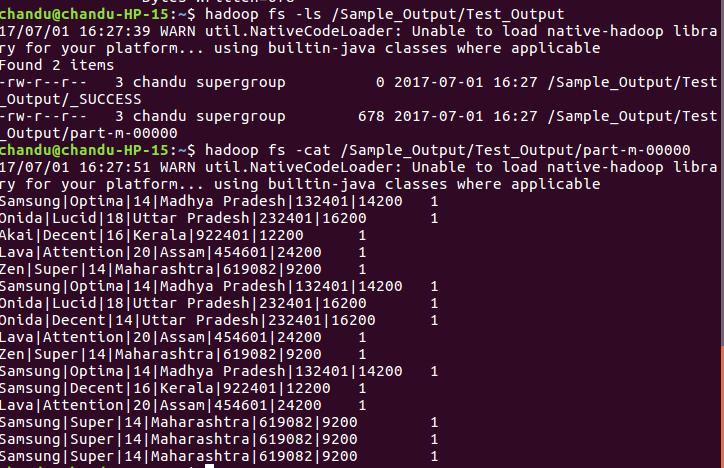 Bytes Written=678
chandu@chandu-HP-15:~$ hadoop fs -ls /Sample_Output/Test_Output
17/07/01 16:27:39 WARN util.NativeCodeLoader: Unable to load native-hadoop libra
ry for your platform... using builtin-java classes where applicable
Found 2 items
-rw-r--r--   3 chandu supergroup          0 2017-07-01 16:27 /Sample_Output/Test
_Output/_SUCCESS
-rw-r--r--   3 chandu supergroup        678 2017-07-01 16:27 /Sample_Output/Test
_Output/part-m-00000
chandu@chandu-HP-15:~$ hadoop fs -cat /Sample_Output/Test_Output/part-m-00000
17/07/01 16:27:51 WARN util.NativeCodeLoader: Unable to load native-hadoop libra
ry for your platform... using builtin-java classes where applicable
Samsung|Optima|14|Madhya Pradesh|132401|14200	1
Onida|Lucid|18|Uttar Pradesh|232401|16200	1
Akai|Decent|16|Kerala|922401|12200	1
Lava|Attention|20|Assam|454601|24200	1
Zen|Super|14|Maharashtra|619082|9200	1
Samsung|Optima|14|Madhya Pradesh|132401|14200	1
Onida|Lucid|18|Uttar Pradesh|232401|16200	1
Onida|Decent|14|Uttar Pradesh|232401|16200	1
Lava|Attention|20|Assam|454601|24200	1
Zen|Super|14|Maharashtra|619082|9200	1
Samsung|Optima|14|Madhya Pradesh|132401|14200	1
Samsung|Decent|16|Kerala|922401|12200	1
Lava|Attention|20|Assam|454601|24200	1
Samsung|Super|14|Maharashtra|619082|9200	1
Samsung|Super|14|Maharashtra|619082|9200	1
Samsung|Super|14|Maharashtra|619082|9200	1